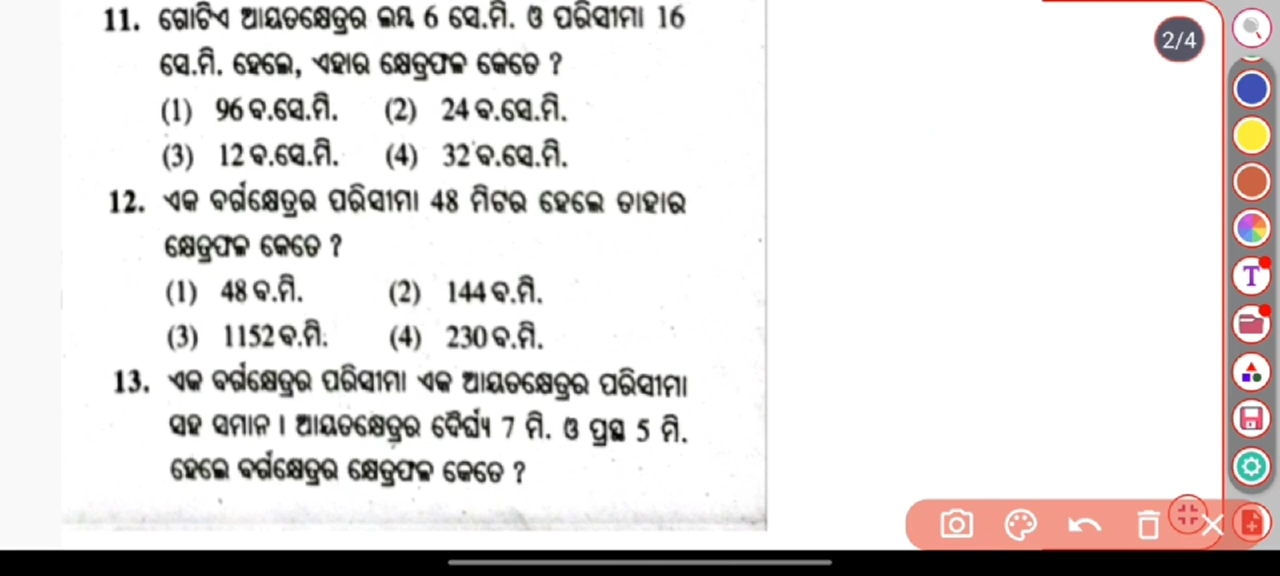 11. ଗୋଟିଏ ଆୟତକ୍ଷେତ୍ରର ଲମ୍ବ 6 ସେ.ମି. ଓ ପରିସୀମା 16
ସେ.ମି. ହେଲେ, ଏହାର କ୍ଷେତ୍ରଫଳ କେତେ ?
(1) 96 ବ.ସେ.ମି. (2) 24 ବ.ସେ.ମି.
(3) 12 ବ.ସେ.ମି. (4) 32 ବ.ସେ.ମି.
12. ଏକ ବର୍ଗକ୍ଷେତ୍ରର ପରିସୀମା 48 ମିଟର ହେଲେ ତାହାର
କ୍ଷେତ୍ରଫଳ କେତେ ?
(1) 48 ବ.ମି. (2) 144 ବ.ମି.
(3) 1152 ବ.ମି. (4) 230 ବ.ମି.
13. ଏକ ବର୍ଗକ୍ଷେତ୍ରର ପରିସୀମା ଏକ ଆୟତକ୍ଷେତ୍ରର ପରିସୀମା
ସହ ସମାନ । ଆୟତକ୍ଷେତ୍ରର ଦୈର୍ଘ୍ୟ 7 ମି. ଓ ପ୍ରସ୍ଥ 5 ମି.
ହେଲେ ବର୍ଗକ୍ଷେତ୍ରର କ୍ଷେତ୍ରଫଳ କେତେ ?
2/4
T